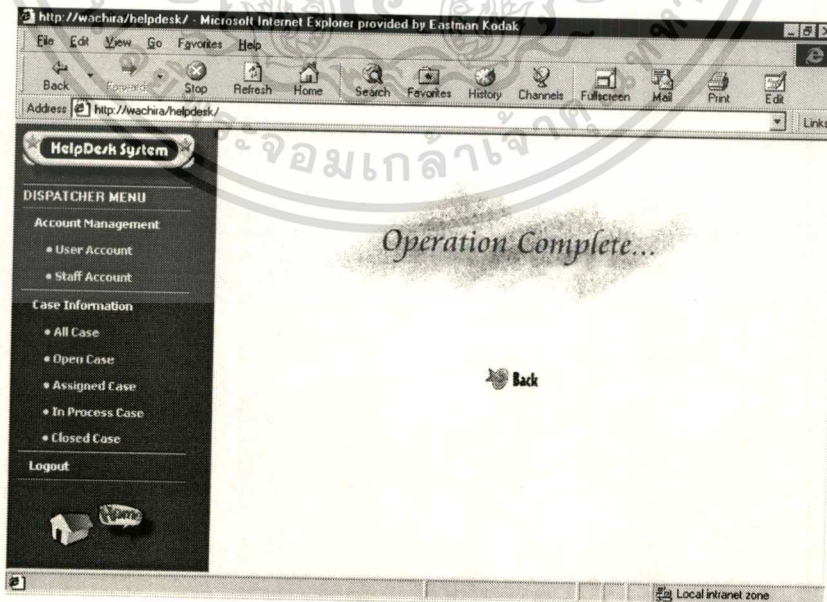 http://wachira/helpdesk/ - Microsoft Internet Explorer provided by Eastman Kodak
File Edit View Go Favorites Help
Back Forward Stop Refresh Home Search Favorites History Channels Fullscreen Mail Print Edit
Address http://wachira/helpdesk/ Links
HelpDesk System
DISPATCHER MENU
Account Management
• User Account
• Staff Account
Case Information
• All Case
• Open Case
• Assigned Case
• In Process Case
• Closed Case
Logout
Home
Operation Complete...
Back
Local intranet zone